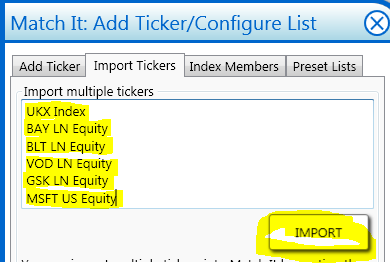 Match It: Add Ticker/Configure List
Add Ticker Import Tickers Index Members Preset Lists
Import multiple tickers
UKX Index
BAY LN Equity
BLT LN Equity
VOD LN Equity
GSK LN Equity
MSFT US Equity
IMPORT